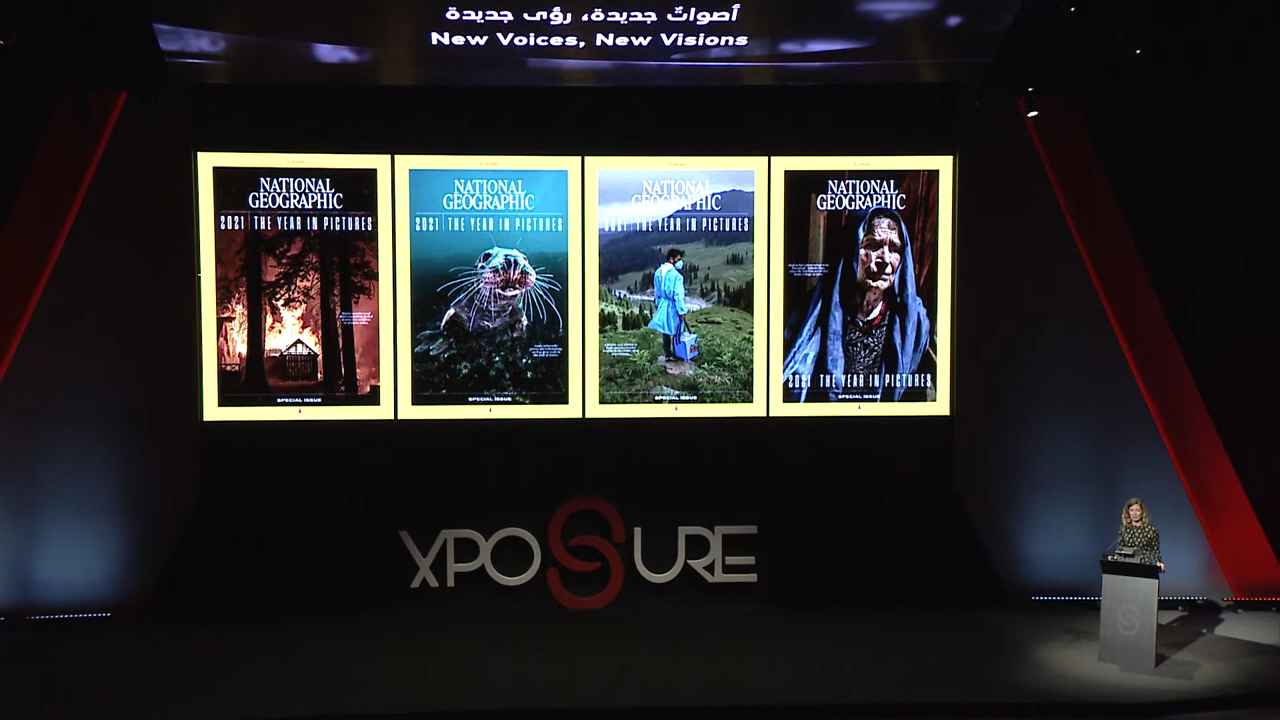 أصواتٌ جديدة، رؤى جديدة
New Voices, New Visions
NATIONAL
GEOGRAPHIC
2021 | THE YEAR IN PICTURES
SPECIAL ISSUE
NATIONAL
GEOGRAPHIC
2021 | THE YEAR IN PICTURES
SPECIAL ISSUE
NATIONAL
GEOGRAPHIC
2021 | THE YEAR IN PICTURES
SPECIAL ISSUE
NATIONAL
GEOGRAPHIC
2021 THE YEAR IN PICTURES
SPECIAL ISSUE
XPOSURE